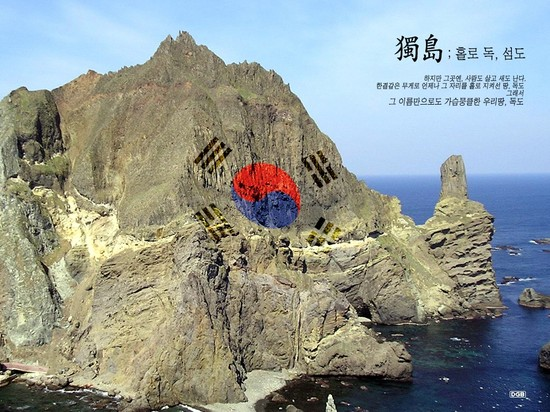 獨島 ; 홀로 독, 섬도
하지만 그곳엔, 사람도 살고 새도 난다.
한결같은 무게로 언제나 그 자리를 홀로 지켜선 땅, 독도
그래서
그 이름만으로도 가슴뭉클한 우리땅, 독도
DGB